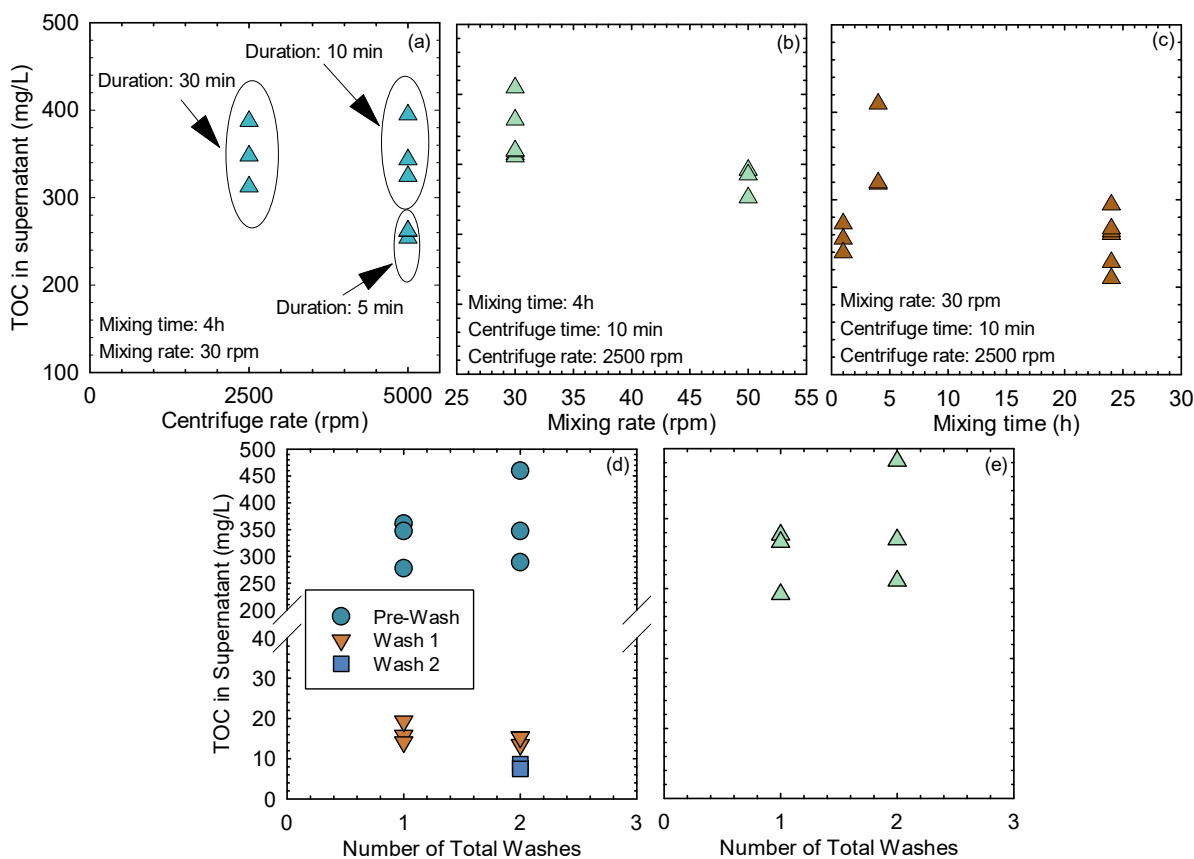 500
400
300
200
100
TOC in supernatant (mg/L)
(a)
Duration: 10 min
Duration: 30 min
Duration: 5 min
Mixing time: 4h
Mixing rate: 30 rpm
0
2500
5000
Centrifuge rate (rpm)
(b)
Mixing time: 4h
Centrifuge time: 10 min
Centrifuge rate: 2500 rpm
25 30 35 40 45 50 55
Mixing rate (rpm)
(c)
Mixing rate: 30 rpm
Centrifuge time: 10 min
Centrifuge rate: 2500 rpm
0 5 10 15 20 25 30
Mixing time (h)
500
450
400
350
300
250
200
40
30
20
10
0
TOC in Supernatant (mg/L)
(d)
Pre-Wash
Wash 1
Wash 2
0 1 2 3
Number of Total Washes
(e)
0 1 2 3
Number of Total Washes